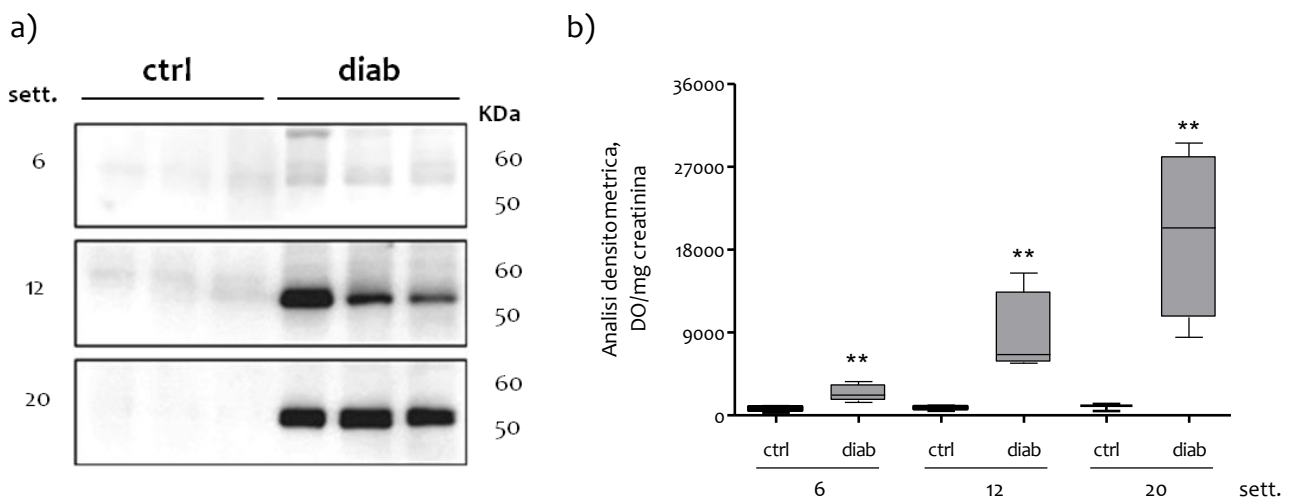 a)
ctrl diab
sett.
KDa
6
60
50
12
60
50
20
60
50
b)
Analisi densitometrica,
DO/mg creatinina
36000
27000
18000
9000
0
**
**
**
ctrl diab ctrl diab ctrl diab
6 12 20 sett.